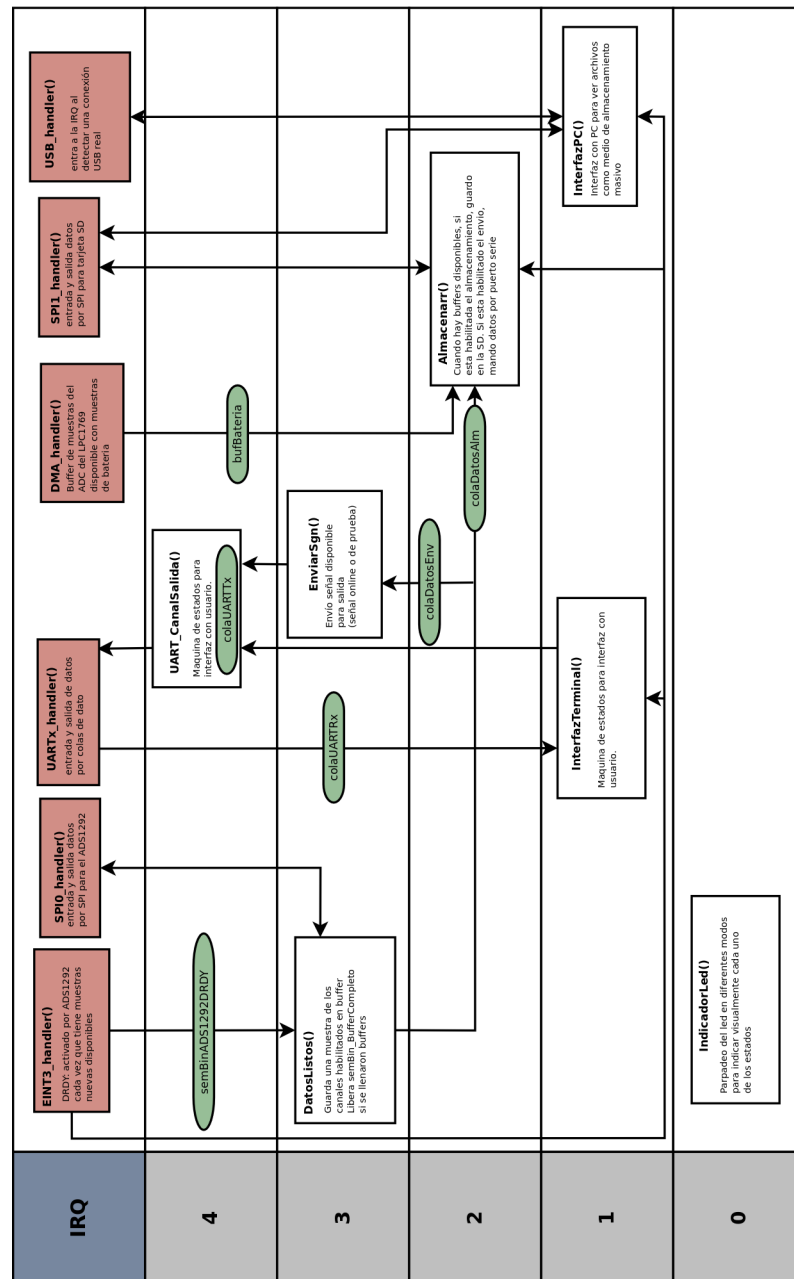 IRQ
EINT3_handler()
DRDY: activado por ADS1292
cada vez que tiene muestras
nuevas disponibles
SPI0_handler()
entrada y salida datos
por SPI para el ADS1292
UARTx_handler()
entrada y salida de datos
por colas de dato
DMA_handler()
Buffer de muestras del
ADC del LPC1769
disponible con muestras
de bateria
SPI1_handler()
entrada y salida datos
por SPI para tarjeta SD
USB_handler()
entra a la IRQ al
detectar una conexión
USB real
4
semBinADS1292DRDY
UART_CanalSalida()
Maquina de estados para
interfaz con usuario.
colaUARTTx
bufBateria
3
DatosListos()
Guarda una muestra de los
canales habilitados en buffer
Libera semBin_BufferCompleto
si se llenaron buffers
colaUARTRx
EnviarSgn()
Envío señal disponible
para salida
(señal online o de prueba)
2
colaDatosEnv
colaDatosAlm
Almacenarr()
Cuando hay buffers disponibles, si
esta habilitada el almacenamiento, guardo
en la SD. Si esta habilitado el envío,
mando datos por puerto serie
1
InterfazTerminal()
Maquina de estados para interfaz con
usuario.
InterfazPC()
Interfaz con PC para ver archivos
como medio de almacenamiento
masivo
0
IndicadorLed()
Parpadeo del led en diferentes modos
para indicar visualmente cada uno
de los estados